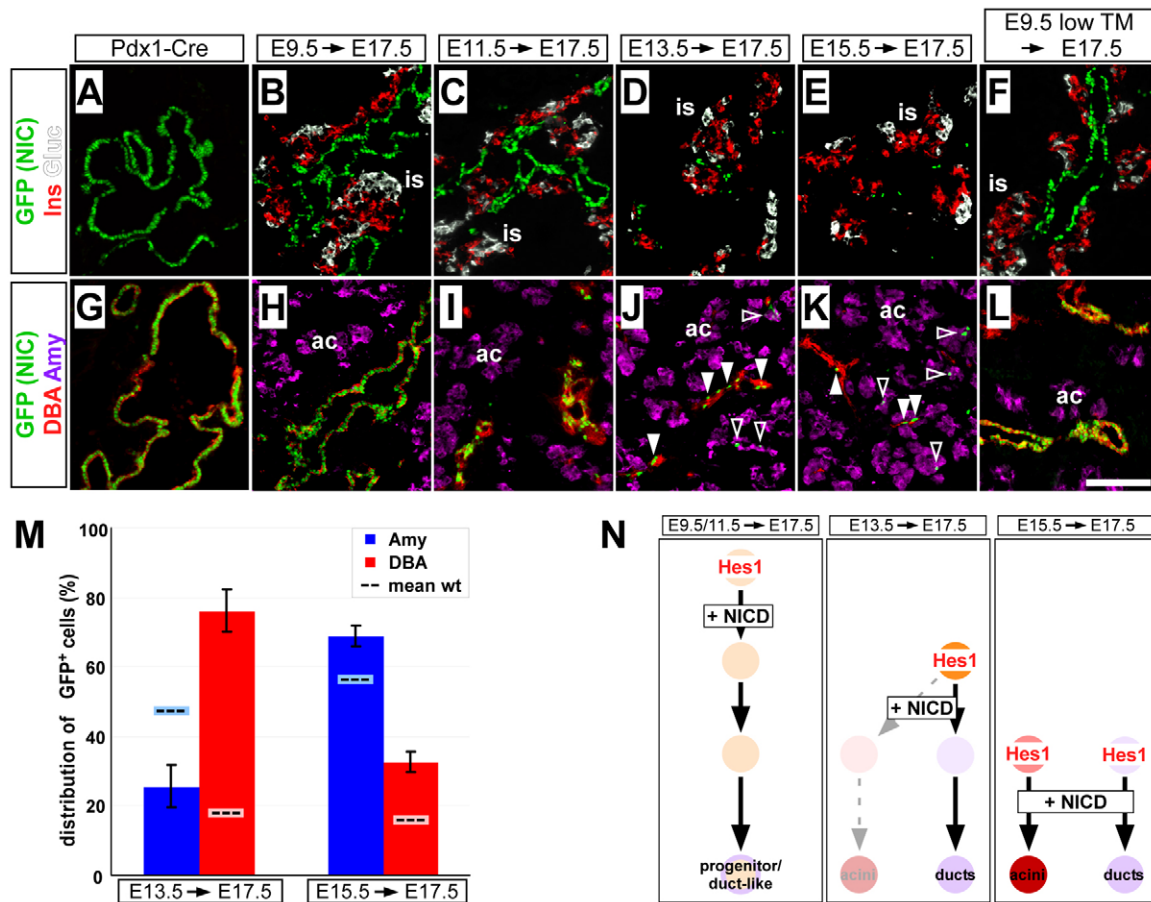 Pdx1-Cre
E9.5 → E17.5
E11.5 → E17.5
E13.5 → E17.5
E15.5 → E17.5
E9.5 low TM
→ E17.5
GFP (NIC)
Ins Gluc
A
B
is
C
is
D
is
E
is
F
is
GFP (NIC)
DBA Amy
G
H
ac
I
ac
J
ac
K
ac
L
ac
M
distribution of GFP+ cells (%)
100
80
60
40
20
0
Amy
DBA
mean wt
E13.5 → E17.5
E15.5 → E17.5
N
E9.5/11.5 → E17.5
E13.5 → E17.5
E15.5 → E17.5
Hes1
+ NICD
progenitor/
duct-like
Hes1
+ NICD
acini
ducts
Hes1
Hes1
+ NICD
acini
ducts